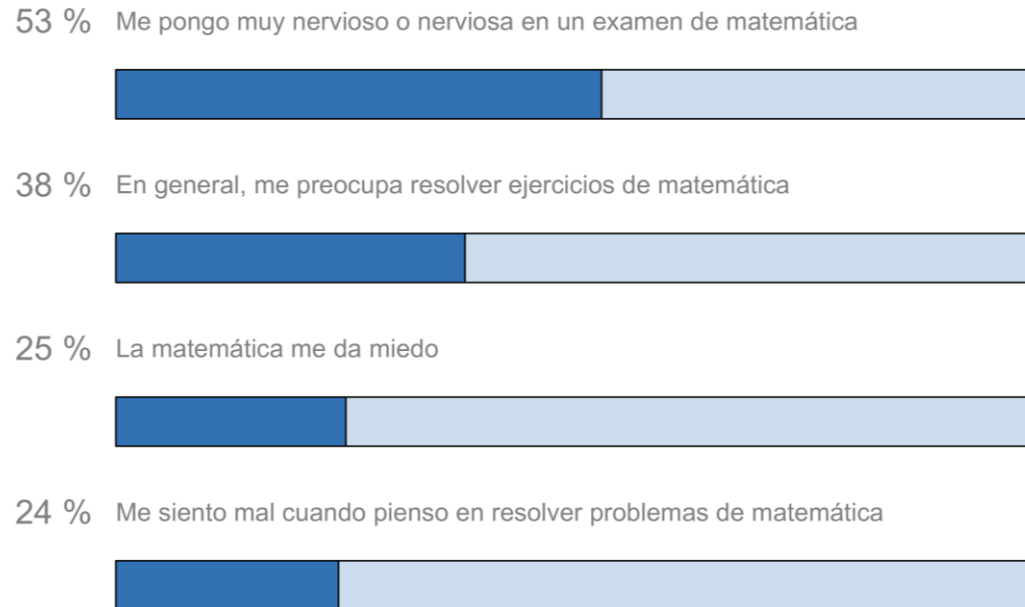 53 % Me pongo muy nervioso o nerviosa en un examen de matemática
38 % En general, me preocupa resolver ejercicios de matemática
25 % La matemática me da miedo
24 % Me siento mal cuando pienso en resolver problemas de matemática